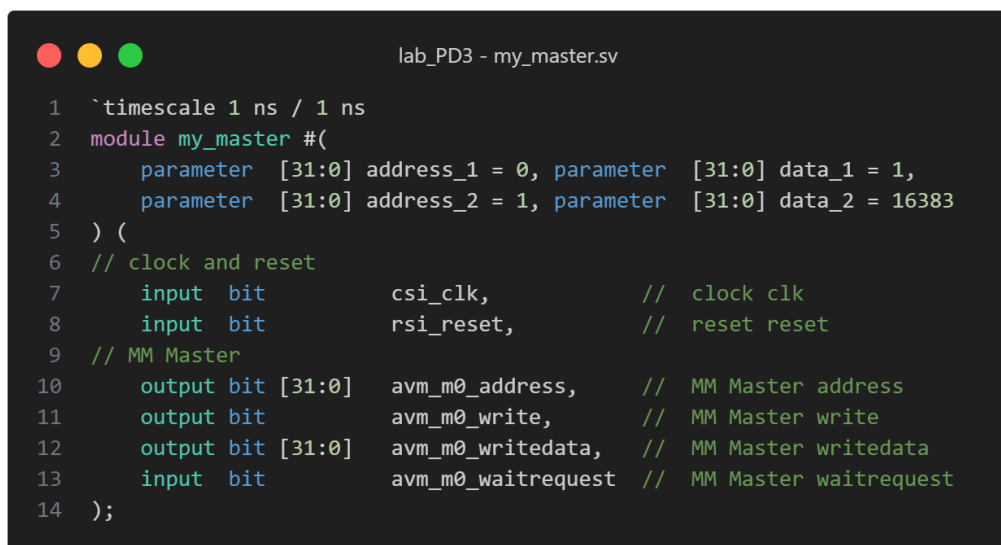 lab_PD3 - my_master.sv
1 `timescale 1 ns / 1 ns
2 module my_master #(
3     parameter  [31:0] address_1 = 0, parameter  [31:0] data_1 = 1,
4     parameter  [31:0] address_2 = 1, parameter  [31:0] data_2 = 16383
5 ) (
6 // clock and reset
7     input  bit          csi_clk,            //  clock clk
8     input  bit          rsi_reset,          //  reset reset
9 // MM Master
10     output bit [31:0]   avm_m0_address,     //  MM Master address
11     output bit          avm_m0_write,       //  MM Master write
12     output bit [31:0]   avm_m0_writedata,   //  MM Master writedata
13     input  bit          avm_m0_waitrequest  //  MM Master waitrequest
14 );